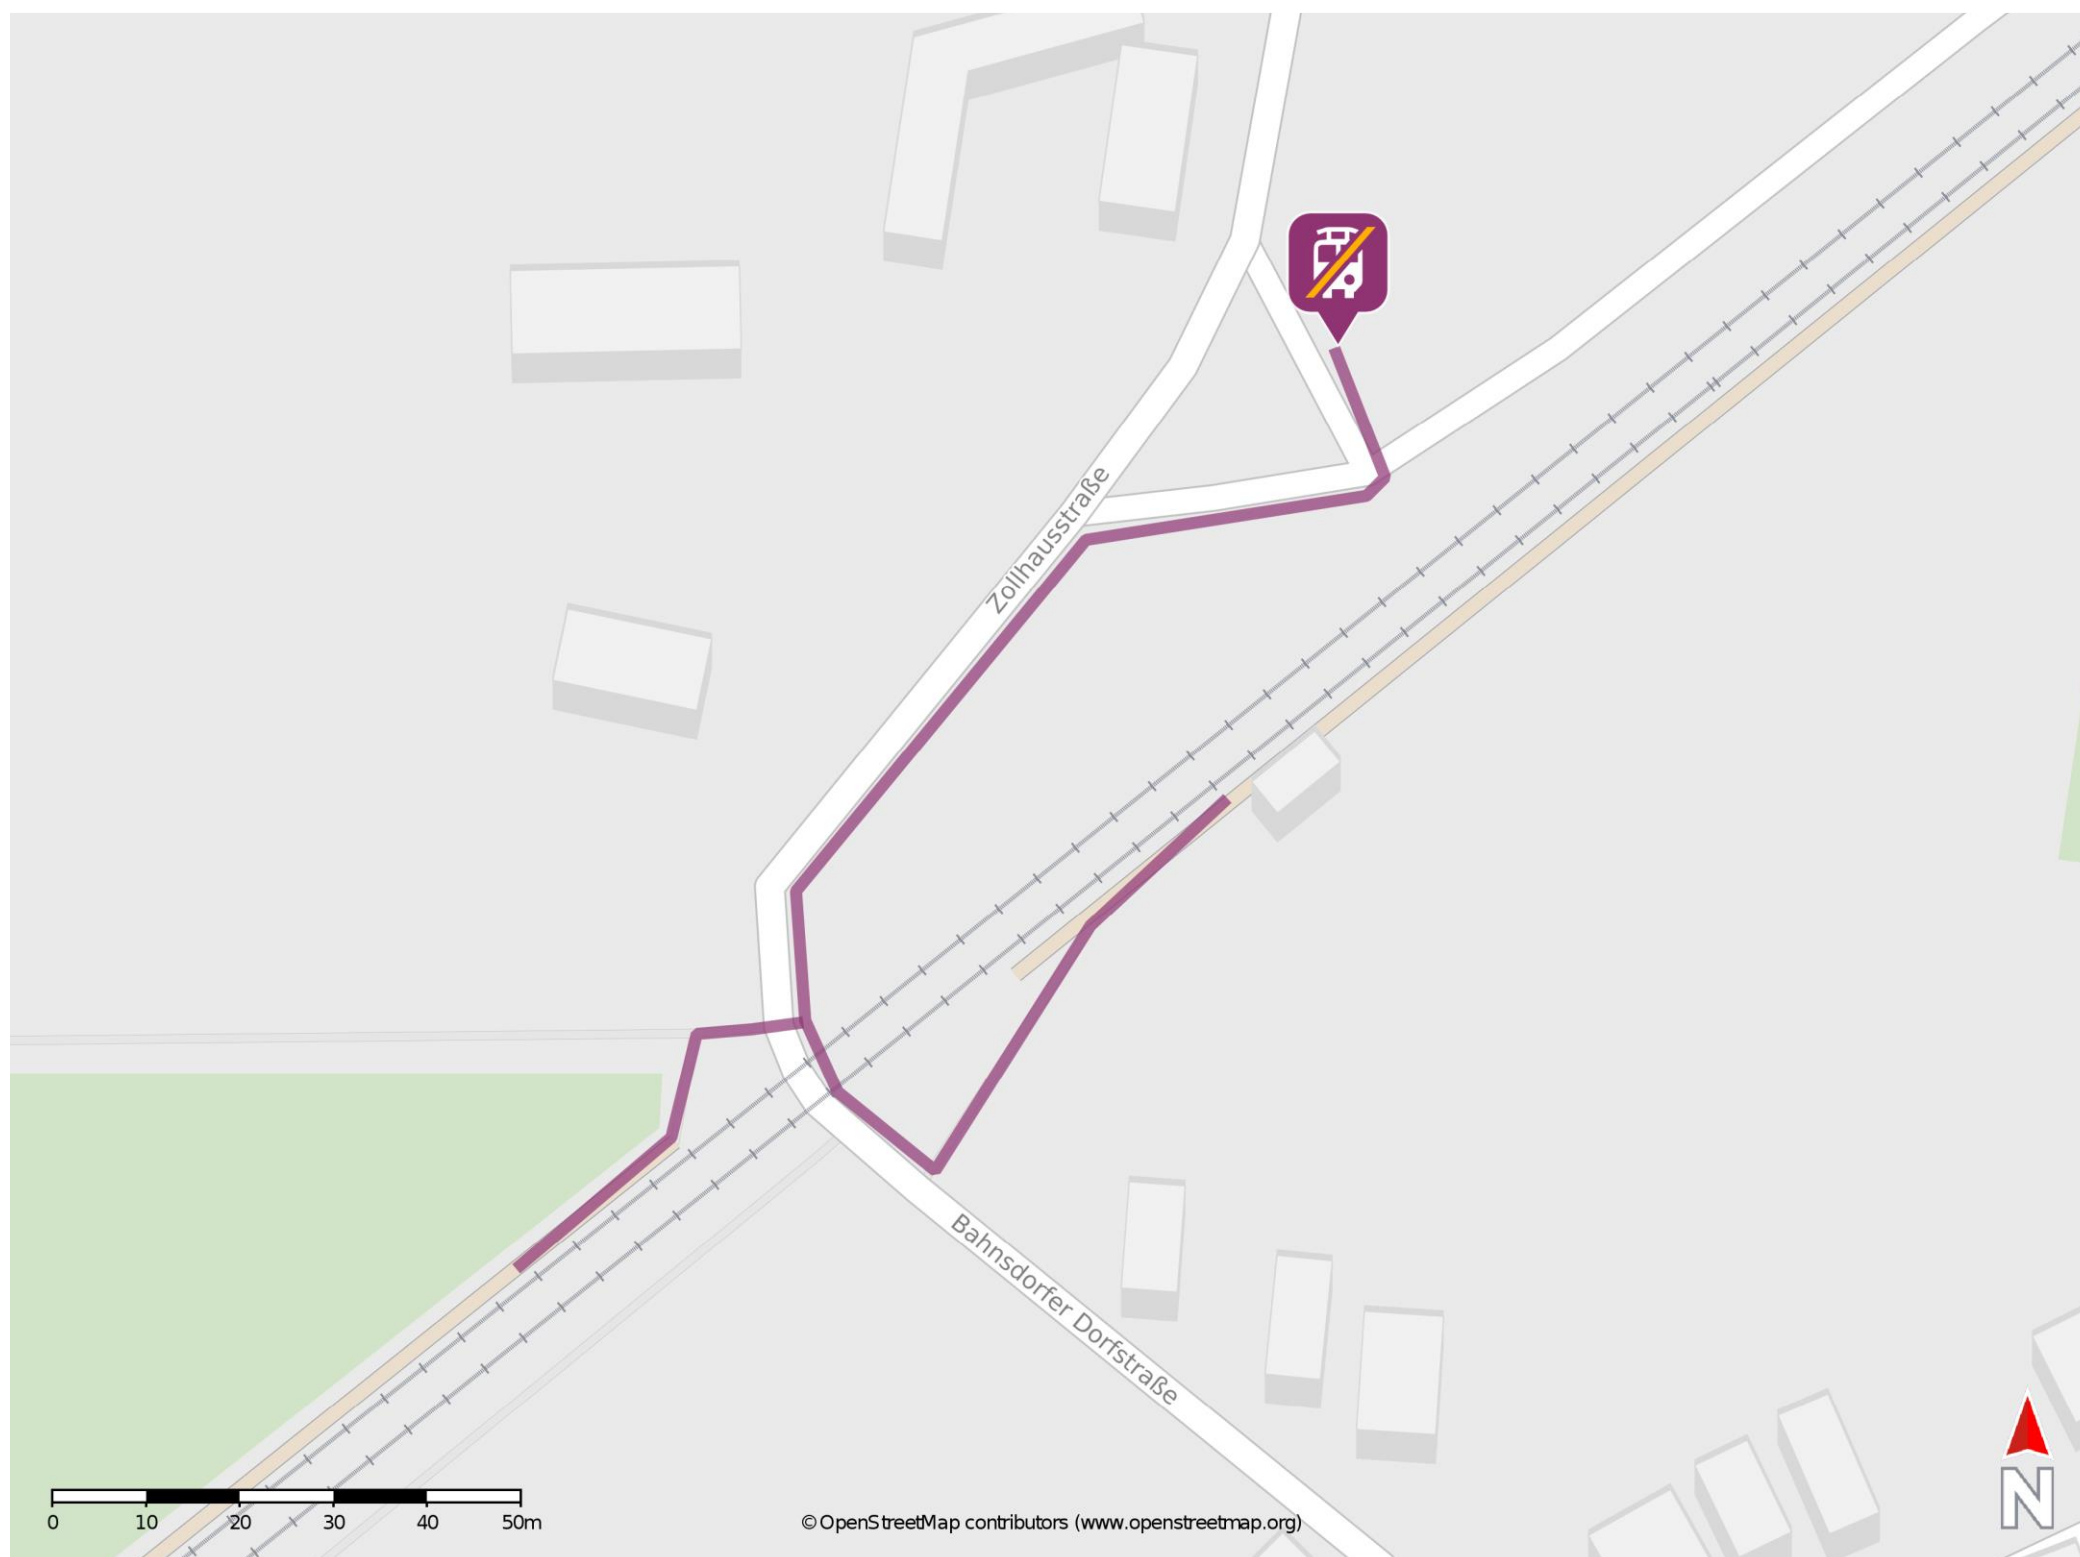 Zollhausstraße
Bahnsdorfer Dorfstraße
0 10 20 30 40 50m
© OpenStreetMap contributors (www.openstreetmap.org)
N